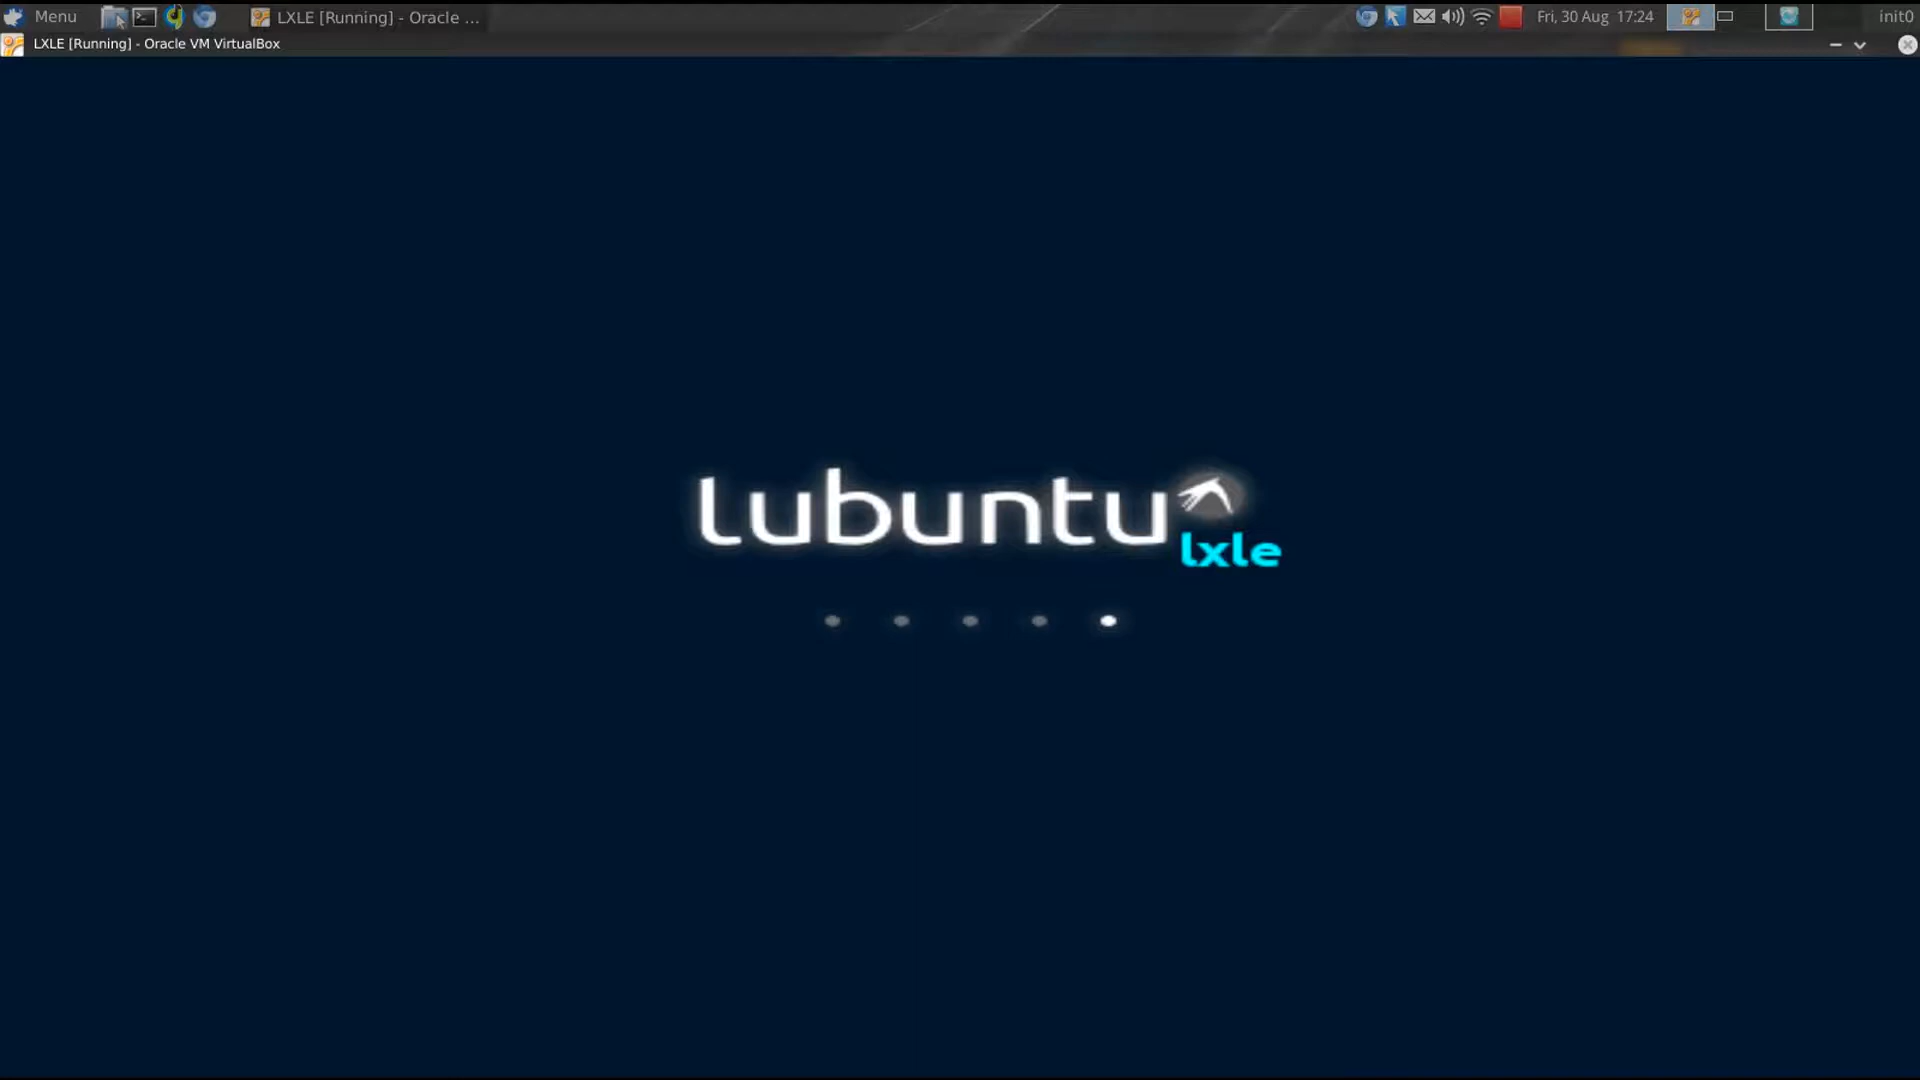 Menu
LXLE [Running] - Oracle ...
Fri, 30 Aug 17:24
init0
LXLE [Running] - Oracle VM VirtualBox
lubuntu
lxle